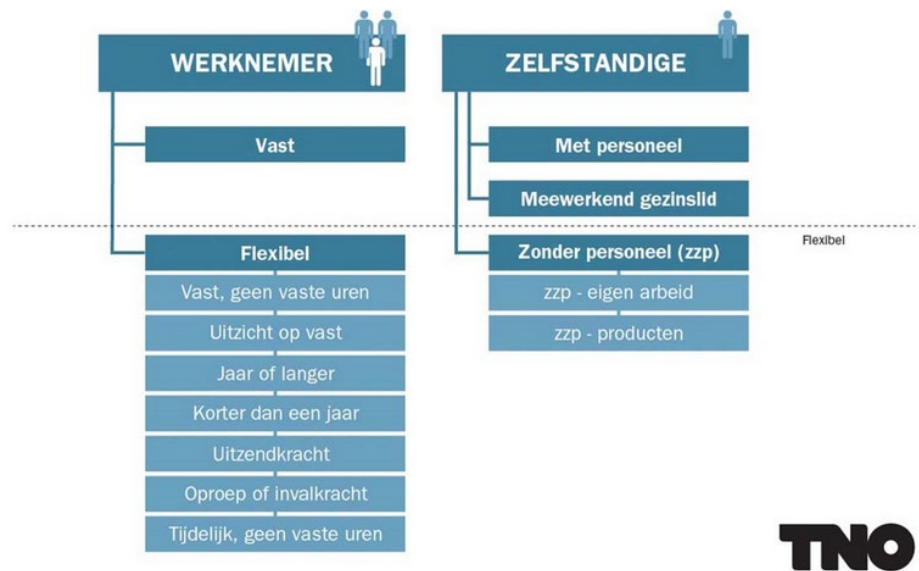 WERKNEMER
Vast
Flexibel
Vast, geen vaste uren
Uitzicht op vast
Jaar of langer
Korter dan een jaar
Uitzendkracht
Oproep of invalkracht
Tijdelijk, geen vaste uren
ZELFSTANDIGE
Met personeel
Meewerkend gezinslid
Zonder personeel (zzp)
zzp - eigen arbeid
zzp - producten
Flexibel
TNO